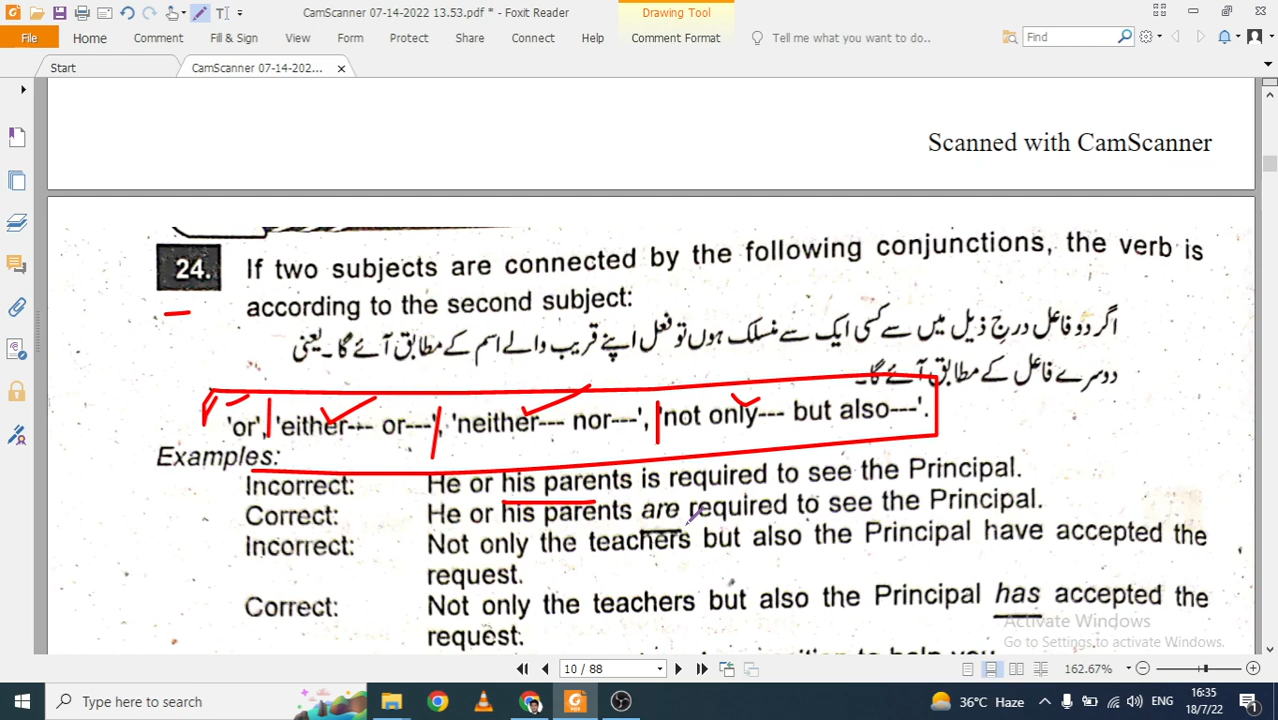 CamScanner 07-14-2022 13.53.pdf * - Foxit Reader
Drawing Tool
File Home Comment Fill & Sign View Form Protect Share Connect Help Comment Format Tell me what you want to do.. Find
Start CamScanner 07-14-202...
Scanned with CamScanner
24. If two subjects are connected by the following conjunctions, the verb is
according to the second subject:
اگر دو فاعل درج ذیل میں سے کسی ایک سے منسلک ہوں تو فعل اپنے قریب والے اسم کے مطابق آئے گا۔ یعنی
دوسرے فاعل کے مطابق آئے گا۔
'or', 'either--- or---', 'neither--- nor---', 'not only--- but also---'.
Examples:
Incorrect: He or his parents is required to see the Principal.
Correct: He or his parents are required to see the Principal.
Incorrect: Not only the teachers but also the Principal have accepted the
request.
Correct: Not only the teachers but also the Principal has accepted the
request.
Activate Windows
Go to Settings to activate Windows.
10 / 88 162.67%
Type here to search 36°C Haze ENG 16:35
18/7/22